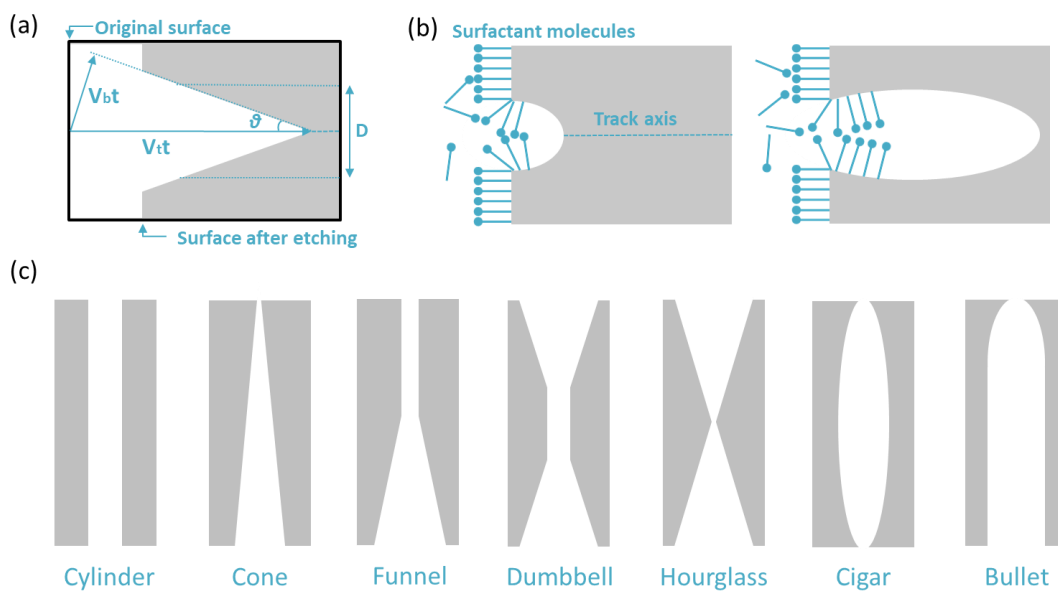 (a)
Original surface
Vbt
ϑ
D
Vtt
Surface after etching
(b)
Surfactant molecules
Track axis
(c)
Cylinder
Cone
Funnel
Dumbbell
Hourglass
Cigar
Bullet